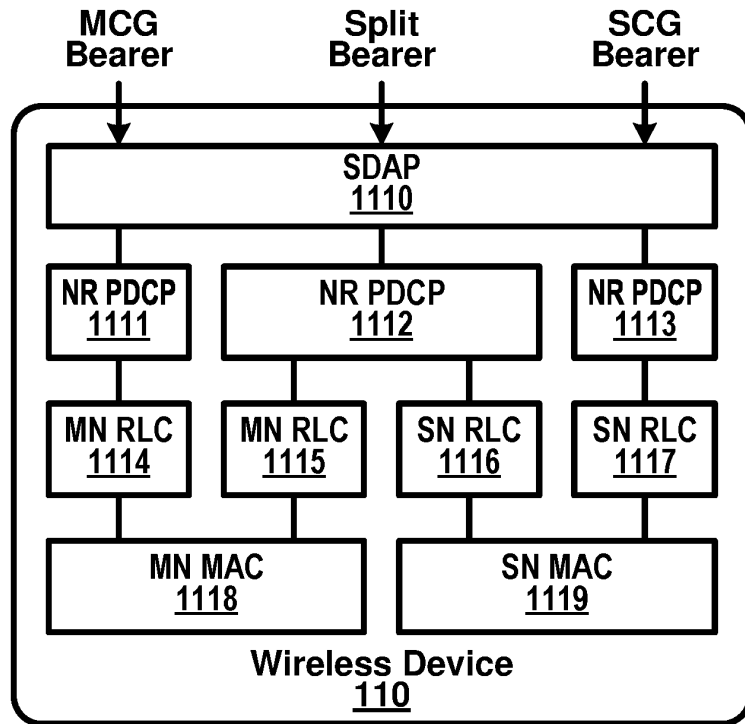 MCG Bearer
Split Bearer
SCG Bearer
SDAP
1110
NR PDCP
1111
NR PDCP
1112
NR PDCP
1113
MN RLC
1114
MN RLC
1115
SN RLC
1116
SN RLC
1117
MN MAC
1118
SN MAC
1119
Wireless Device
110